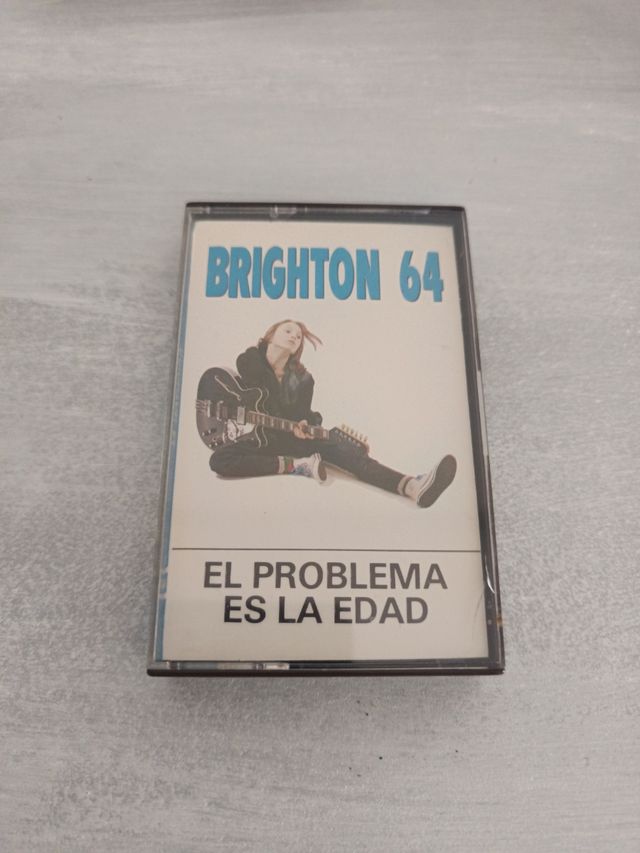 BRIGHTON 64
EL PROBLEMA
ES LA EDAD